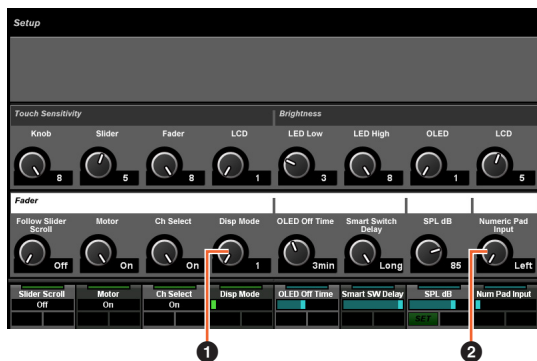 Setup
Touch Sensitivity Brightness
Knob Slider Fader LCD LED Low LED High OLED LCD
8 5 8 1 3 8 1 5
Fader
Follow Slider Scroll Motor Ch Select Disp Mode OLED Off Time Smart Switch Delay SPL dB Numeric Pad Input
Off On On 1 3min Long 85 Left
Slider Scroll Motor Ch Select Disp Mode OLED Off Time Smart SW Delay SPL dB Num Pad Input
Off On On
SET
1 2